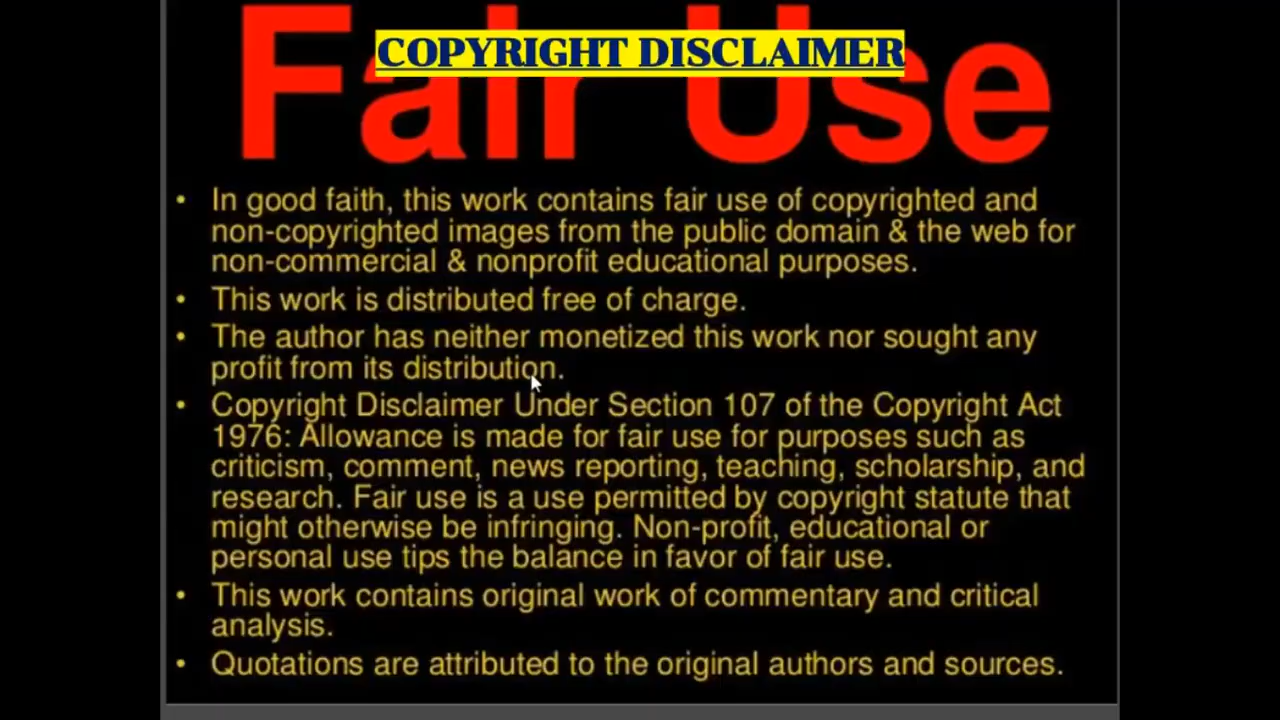 COPYRIGHT DISCLAIMER
Fair Use
• In good faith, this work contains fair use of copyrighted and
non-copyrighted images from the public domain & the web for
non-commercial & nonprofit educational purposes.
• This work is distributed free of charge.
• The author has neither monetized this work nor sought any
profit from its distribution.
• Copyright Disclaimer Under Section 107 of the Copyright Act
1976: Allowance is made for fair use for purposes such as
criticism, comment, news reporting, teaching, scholarship, and
research. Fair use is a use permitted by copyright statute that
might otherwise be infringing. Non-profit, educational or
personal use tips the balance in favor of fair use.
• This work contains original work of commentary and critical
analysis.
• Quotations are attributed to the original authors and sources.